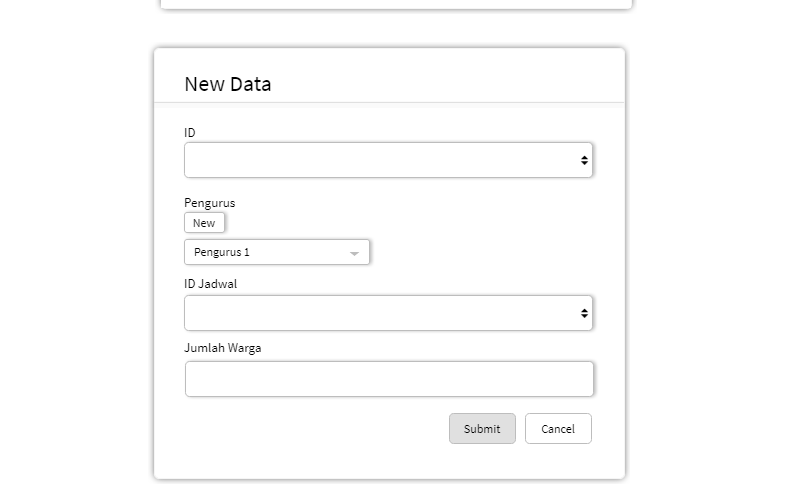 New Data
ID
Pengurus
New
Pengurus 1
ID Jadwal
Jumlah Warga
Submit
Cancel